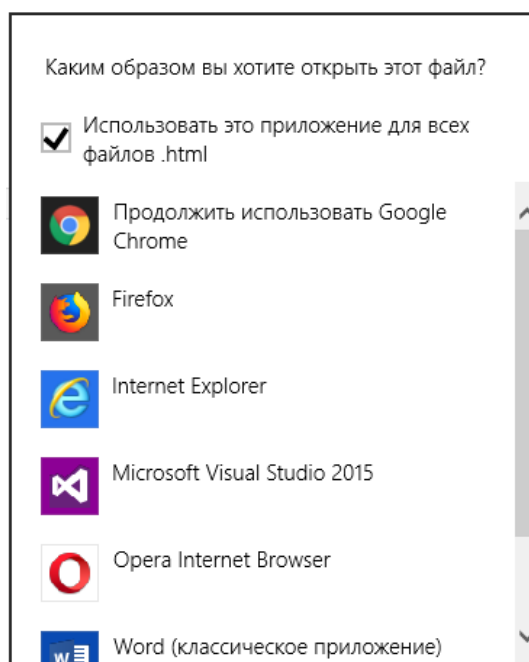 Каким образом вы хотите открыть этот файл?
Использовать это приложение для всех
файлов .html
Продолжить использовать Google
Chrome
Firefox
Internet Explorer
Microsoft Visual Studio 2015
Opera Internet Browser
Word (классическое приложение)